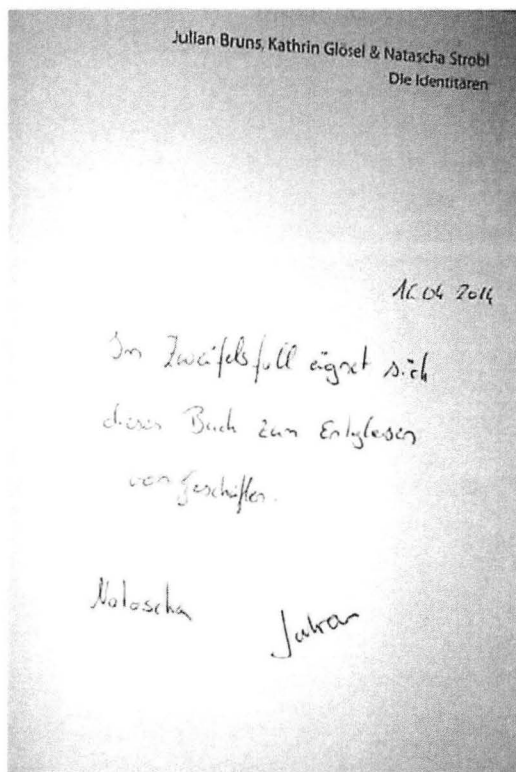 Julian Bruns, Kathrin Glösel & Natascha Strobl
Die Identitären
16.04 2014
Im Zweifelsfall eignet sich
dieses Buch zum Entglasen
von Geschäften.
Natascha
Julian